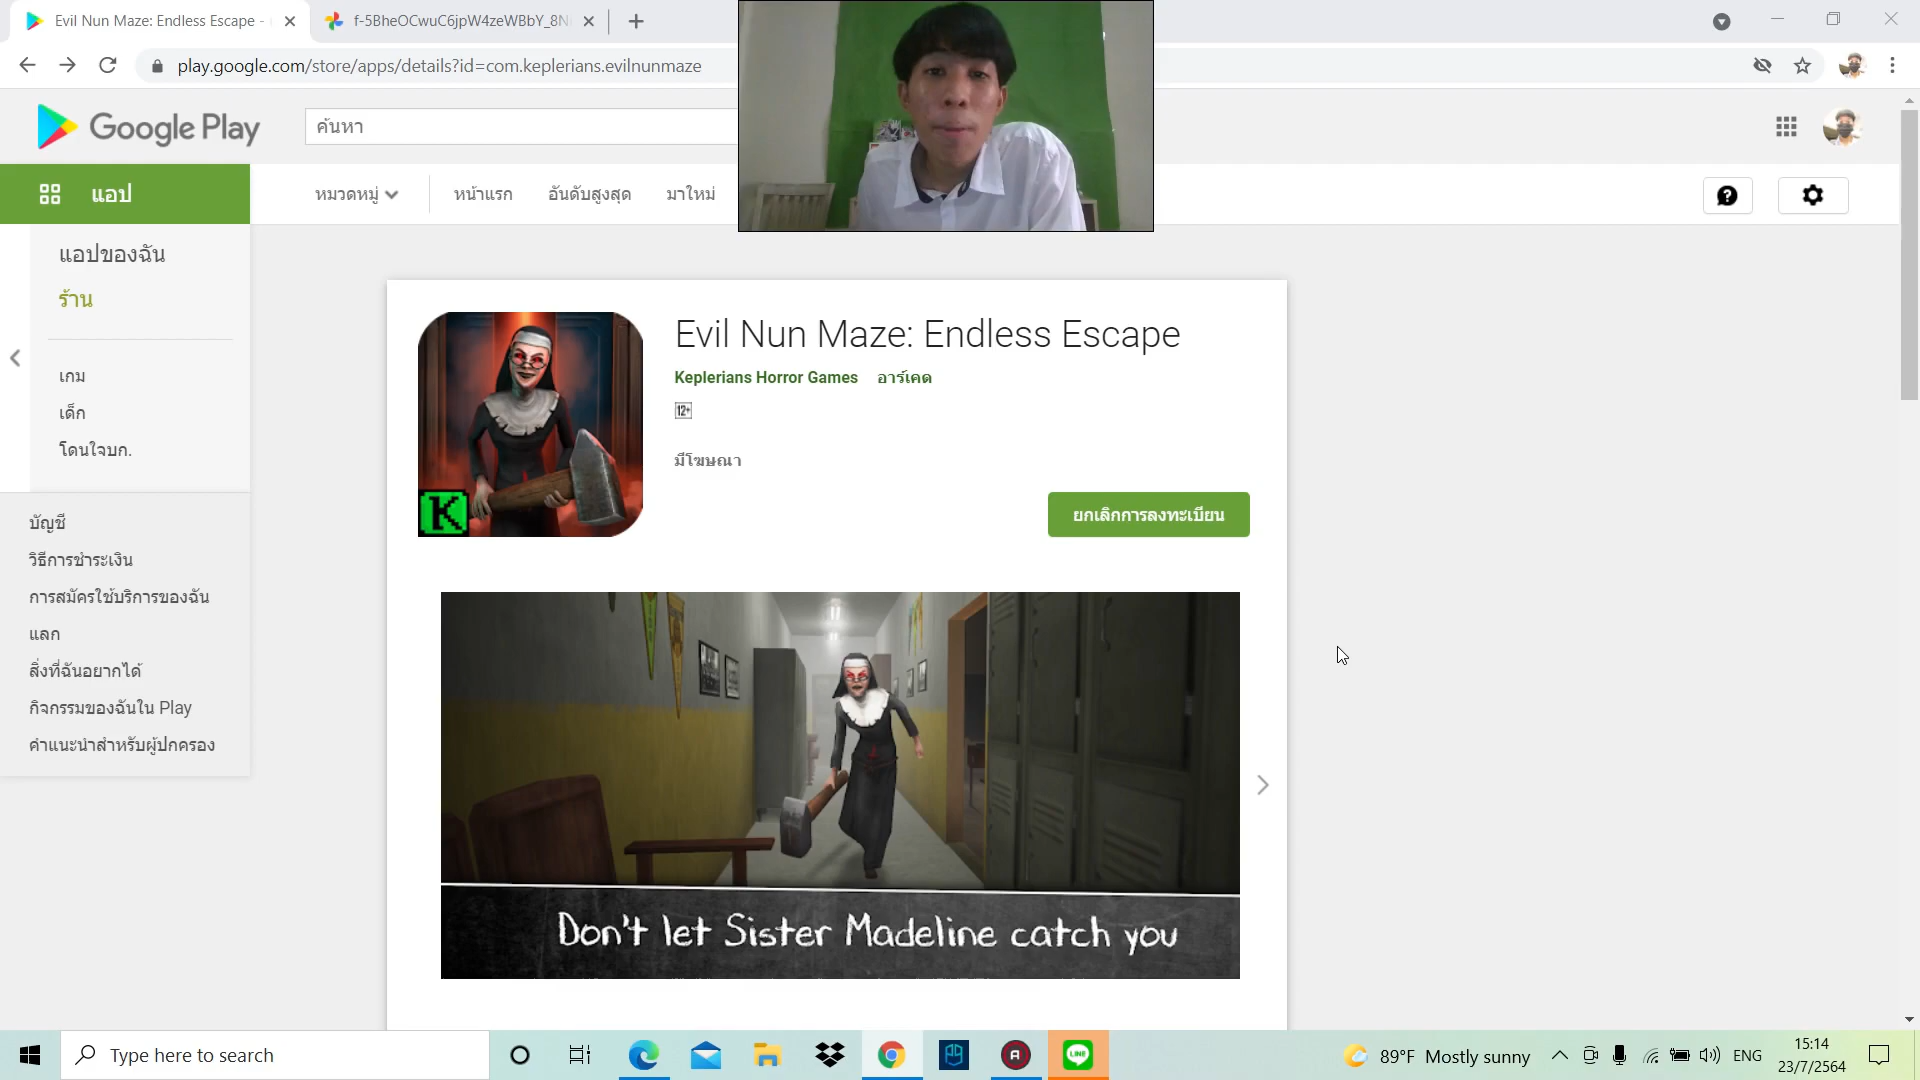 Evil Nun Maze: Endless Escape -
f-5BheOCwuC6jpW4zeWBbY_8N
play.google.com/store/apps/details?id=com.keplerians.evilnunmaze
Google Play
ค้นหา
แอป
หมวดหมู่
หน้าแรก
อันดับสูงสุด
มาใหม่
แอปของฉัน
ร้าน
เกม
เด็ก
โดนใจบก.
บัญชี
วิธีการชำระเงิน
การสมัครใช้บริการของฉัน
แลก
สิ่งที่ฉันอยากได้
กิจกรรมของฉันใน Play
คำแนะนำสำหรับผู้ปกครอง
Evil Nun Maze: Endless Escape
Keplerians Horror Games อาร์เคด
12+
มีโฆษณา
K
ยกเลิกการลงทะเบียน
Don't let Sister Madeline catch you
Type here to search
A
LINE
89°F Mostly sunny
ENG
15:14
23/7/2564